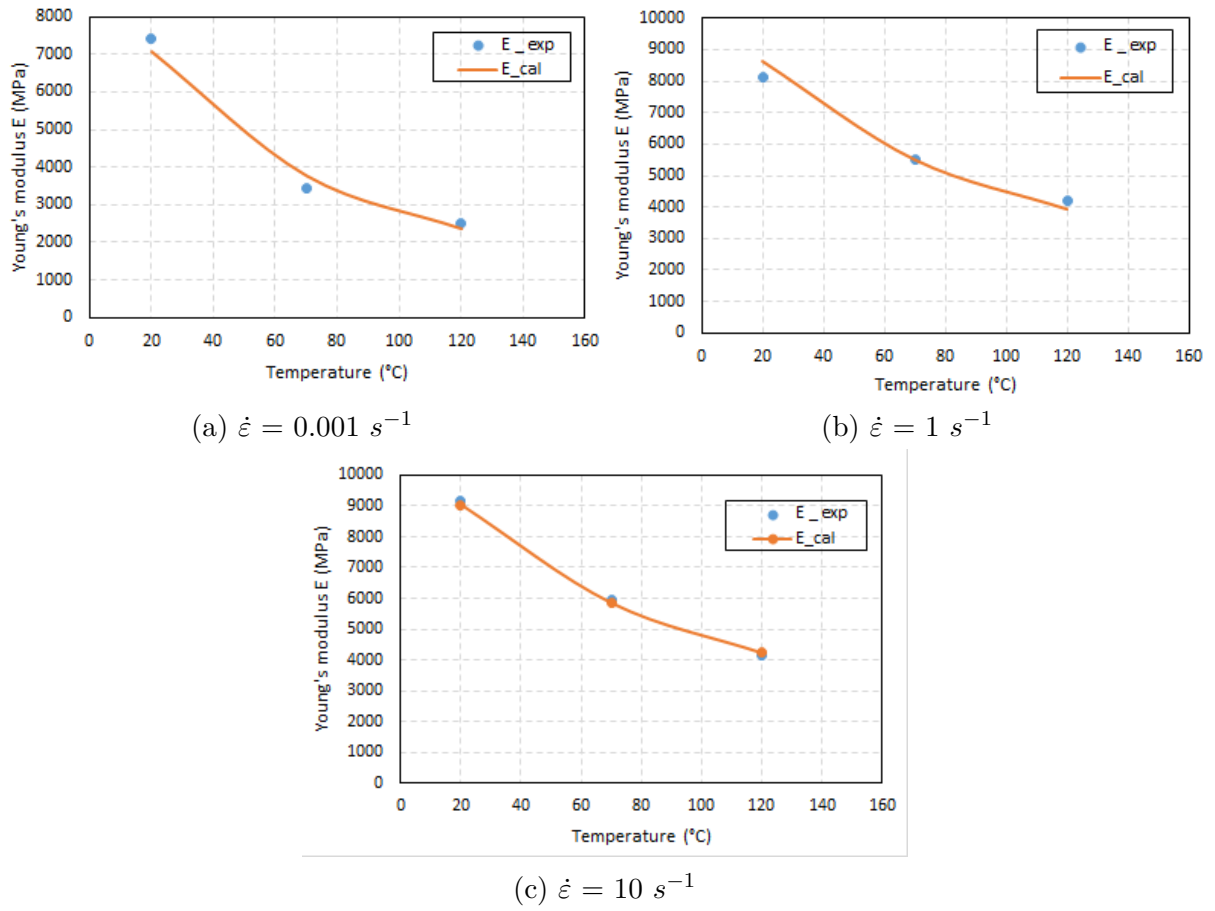 8000
7000
6000
5000
4000
3000
2000
1000
0
Young's modulus E (MPa)
E _ exp
E_cal
0 20 40 60 80 100 120 140 160
Temperature (°C)
(a) ε̇ = 0.001 s⁻¹
10000
9000
8000
7000
6000
5000
4000
3000
2000
1000
0
Young's modulus E (MPa)
E _ exp
E_cal
0 20 40 60 80 100 120 140 160
Temperature (°C)
(b) ε̇ = 1 s⁻¹
10000
9000
8000
7000
6000
5000
4000
3000
2000
1000
0
Young's modulus E (MPa)
E _ exp
E_cal
0 20 40 60 80 100 120 140 160
Temperature (°C)
(c) ε̇ = 10 s⁻¹